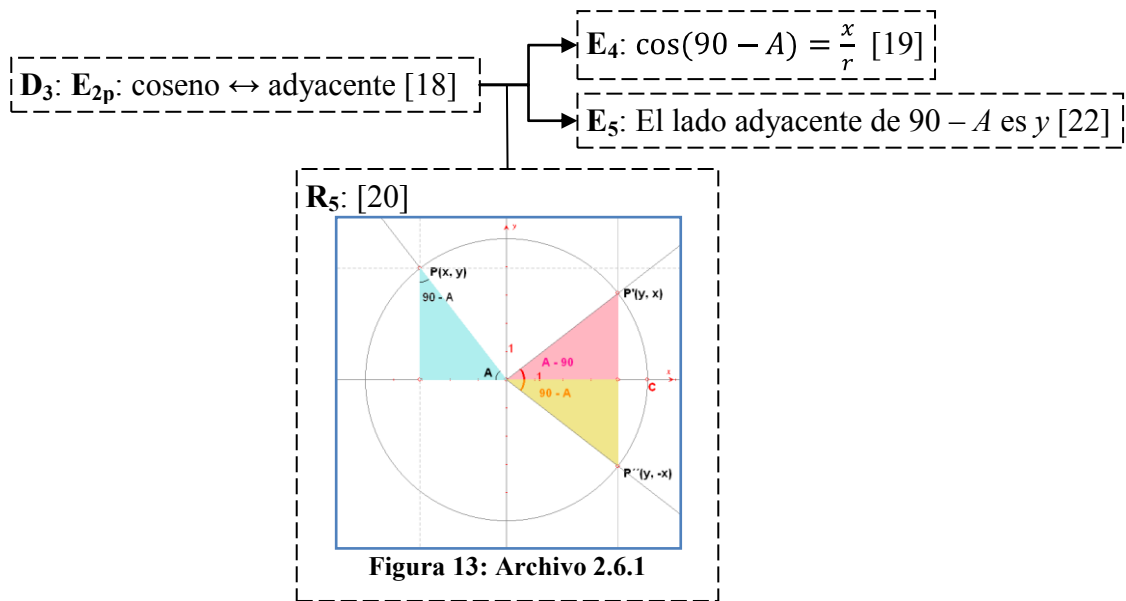 E₄: cos(90 − A) = x/r [19]
D₃: E₂ₚ: coseno ↔ adyacente [18]
E₅: El lado adyacente de 90 – A es y [22]
R₅: [20]
y
P(x, y)
90 - A
P'(y, x)
1
A - 90
A
1
x
C
90 - A
P´´(y, -x)
Figura 13: Archivo 2.6.1